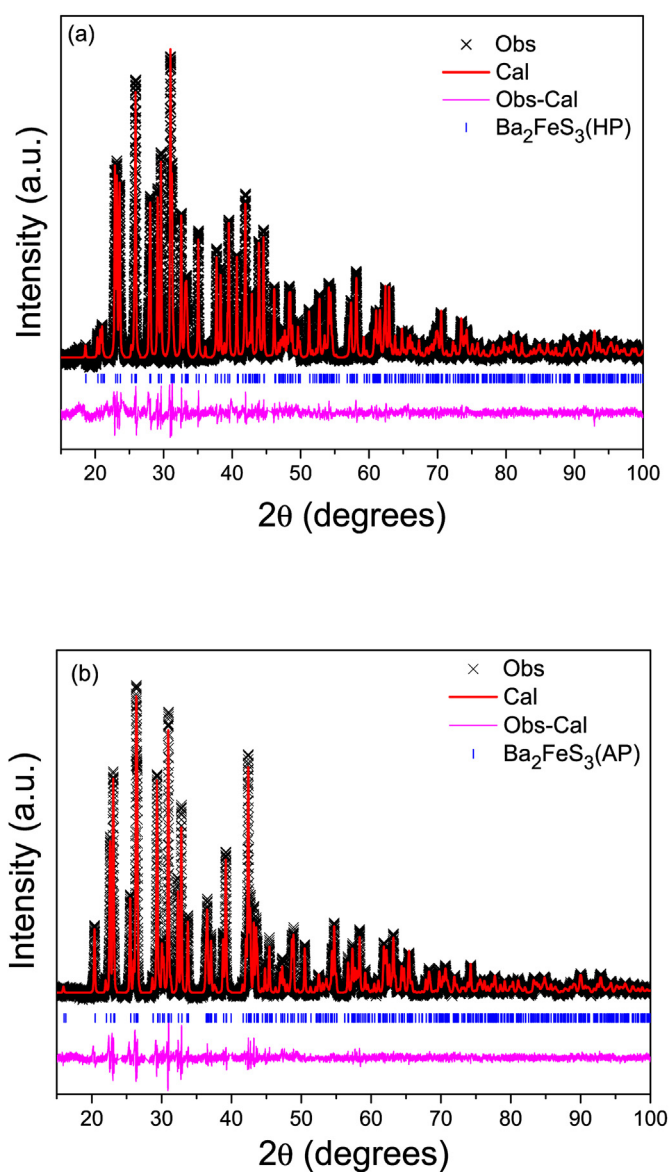 (a)
Obs
Cal
Obs-Cal
Ba₂FeS₃(HP)
Intensity (a.u.)
20 30 40 50 60 70 80 90 100
2θ (degrees)
(b)
Obs
Cal
Obs-Cal
Ba₂FeS₃(AP)
Intensity (a.u.)
20 30 40 50 60 70 80 90 100
2θ (degrees)